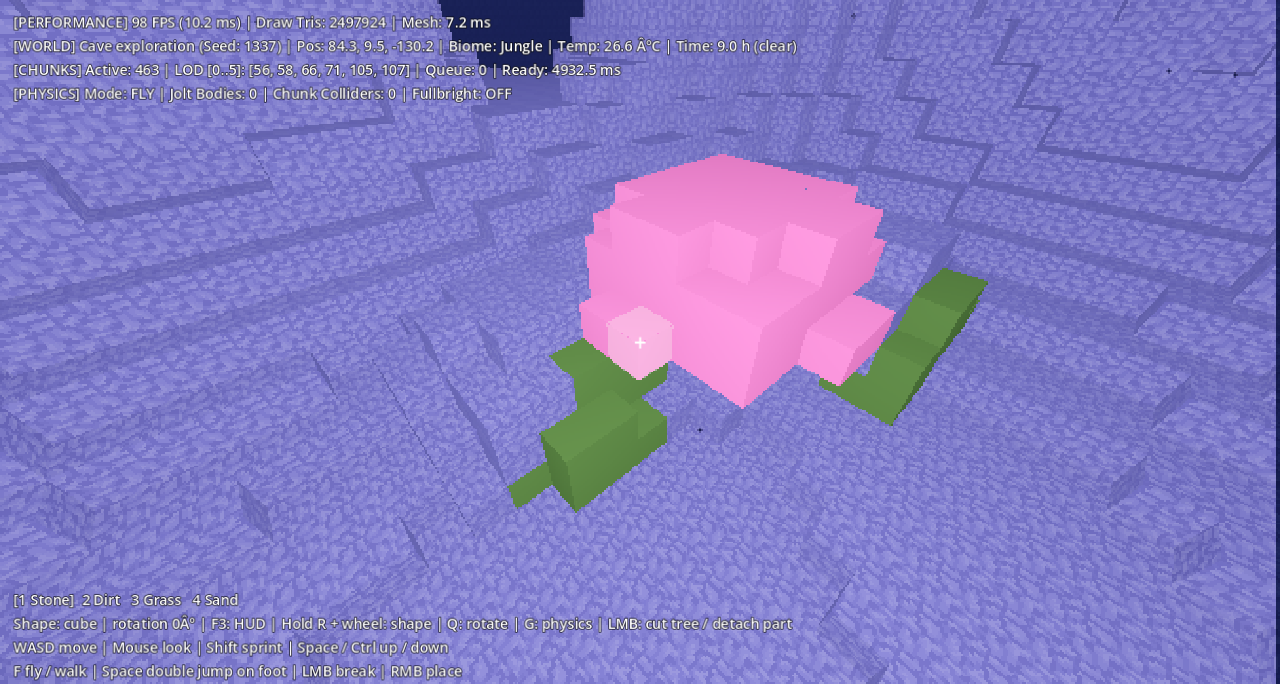 [PERFORMANCE] 98 FPS (10.2 ms) | Draw Tris: 2497924 | Mesh: 7.2 ms
[WORLD] Cave exploration (Seed: 1337) | Pos: 84.3, 9.5, -130.2 | Biome: Jungle | Temp: 26.6 Â°C | Time: 9.0 h (clear)
[CHUNKS] Active: 463 | LOD [0..5]: [56, 58, 66, 71, 105, 107] | Queue: 0 | Ready: 4932.5 ms
[PHYSICS] Mode: FLY | Jolt Bodies: 0 | Chunk Colliders: 0 | Fullbright: OFF
[1 Stone]  2 Dirt   3 Grass   4 Sand
Shape: cube | rotation 0Â° | F3: HUD | Hold R + wheel: shape | Q: rotate | G: physics | LMB: cut tree / detach part
WASD move | Mouse look | Shift sprint | Space / Ctrl up / down
F fly / walk | Space double jump on foot | LMB break | RMB place